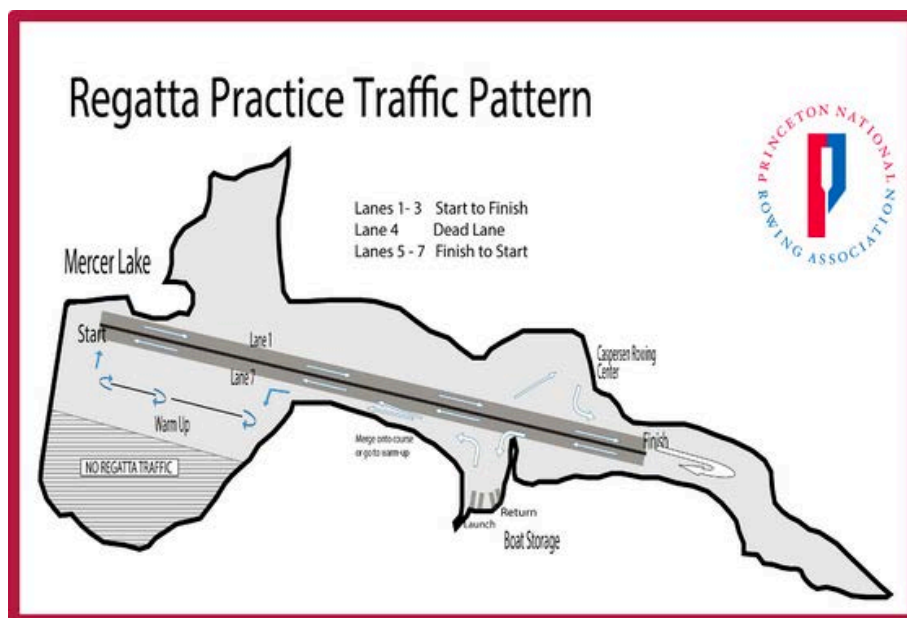 Regatta Practice Traffic Pattern
PRINCETON NATIONAL
ROWING ASSOCIATION
Lanes 1- 3 Start to Finish
Lane 4 Dead Lane
Lanes 5 - 7 Finish to Start
Mercer Lake
Start
Lane 1
Lane 7
Caspersen Rowing
Center
Warm Up
Merge onto course
or go to warm-up
Finish
NO REGATTA TRAFFIC
Return
Launch
Boat Storage